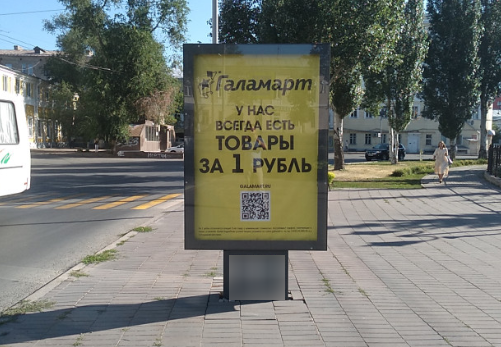 Галамарт
У НАС
ВСЕГДА ЕСТЬ
ТОВАРЫ
ЗА 1 РУБЛЬ